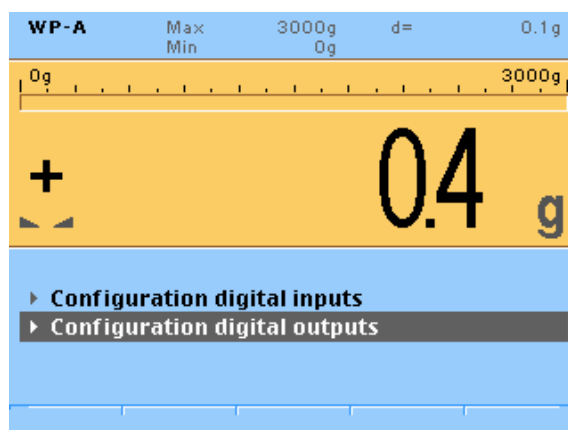 WP-A Max 3000g d= 0.1g
Min 0g
0g 3000g
+ 0.4 g
Configuration digital inputs
Configuration digital outputs